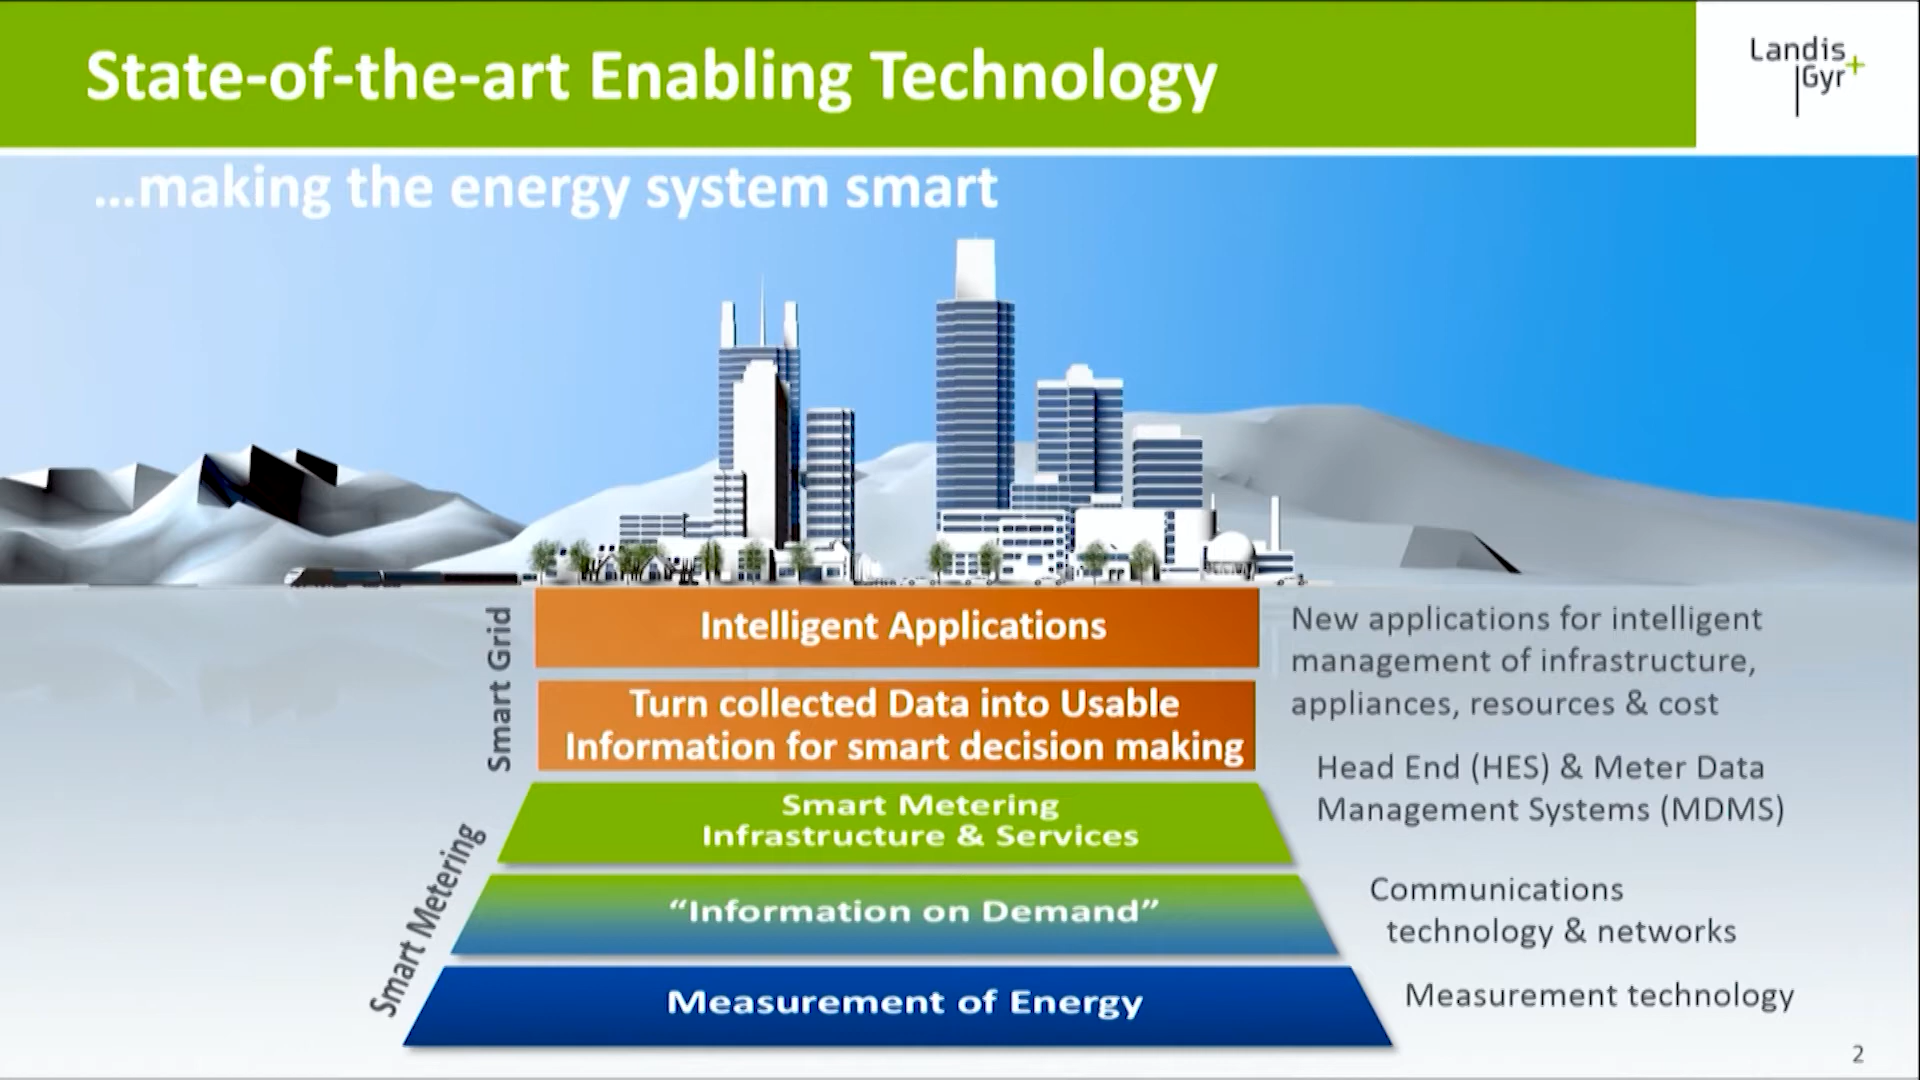 State-of-the-art Enabling Technology
Landis
Gyr+
...making the energy system smart
Smart Grid
Intelligent Applications
New applications for intelligent
management of infrastructure,
appliances, resources & cost
Turn collected Data into Usable
Information for smart decision making
Head End (HES) & Meter Data
Management Systems (MDMS)
Smart Metering
Smart Metering
Infrastructure & Services
“Information on Demand”
Communications
technology & networks
Measurement of Energy
Measurement technology
2